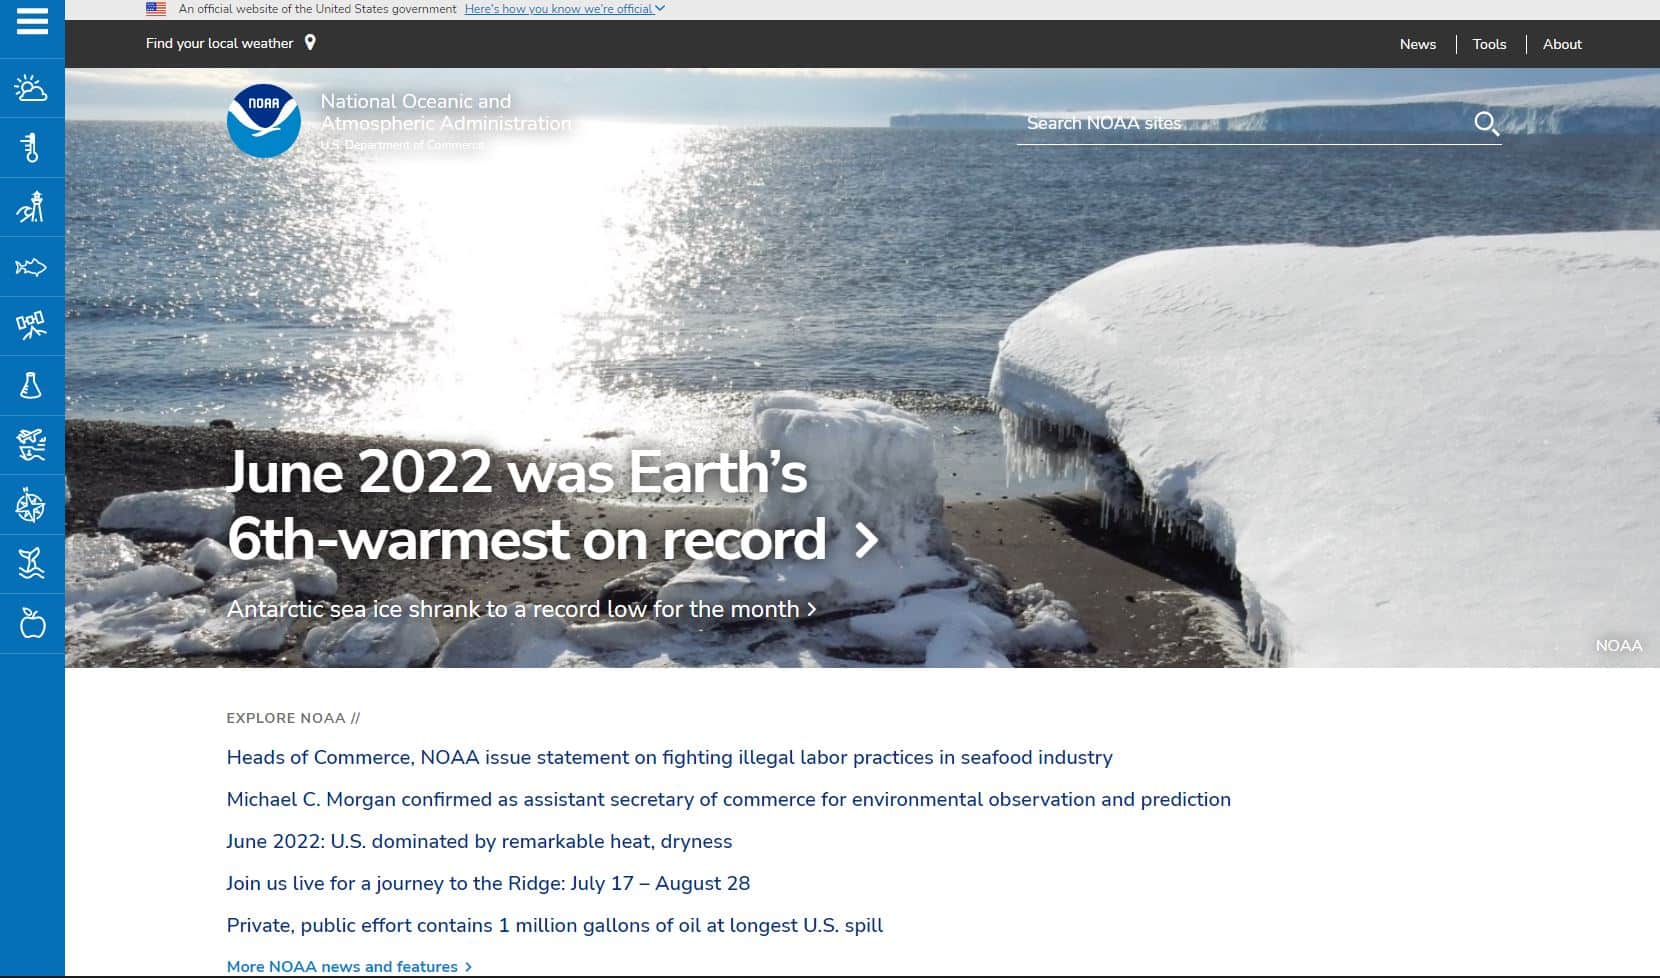 An official website of the United States government Here's how you know we're official
Find your local weather
News
Tools
About
NOAA
National Oceanic and
Atmospheric Administration
U.S. Department of Commerce
Search NOAA sites
June 2022 was Earth's
6th-warmest on record
Antarctic sea ice shrank to a record low for the month
NOAA
EXPLORE NOAA //
Heads of Commerce, NOAA issue statement on fighting illegal labor practices in seafood industry
Michael C. Morgan confirmed as assistant secretary of commerce for environmental observation and prediction
June 2022: U.S. dominated by remarkable heat, dryness
Join us live for a journey to the Ridge: July 17 – August 28
Private, public effort contains 1 million gallons of oil at longest U.S. spill
More NOAA news and features